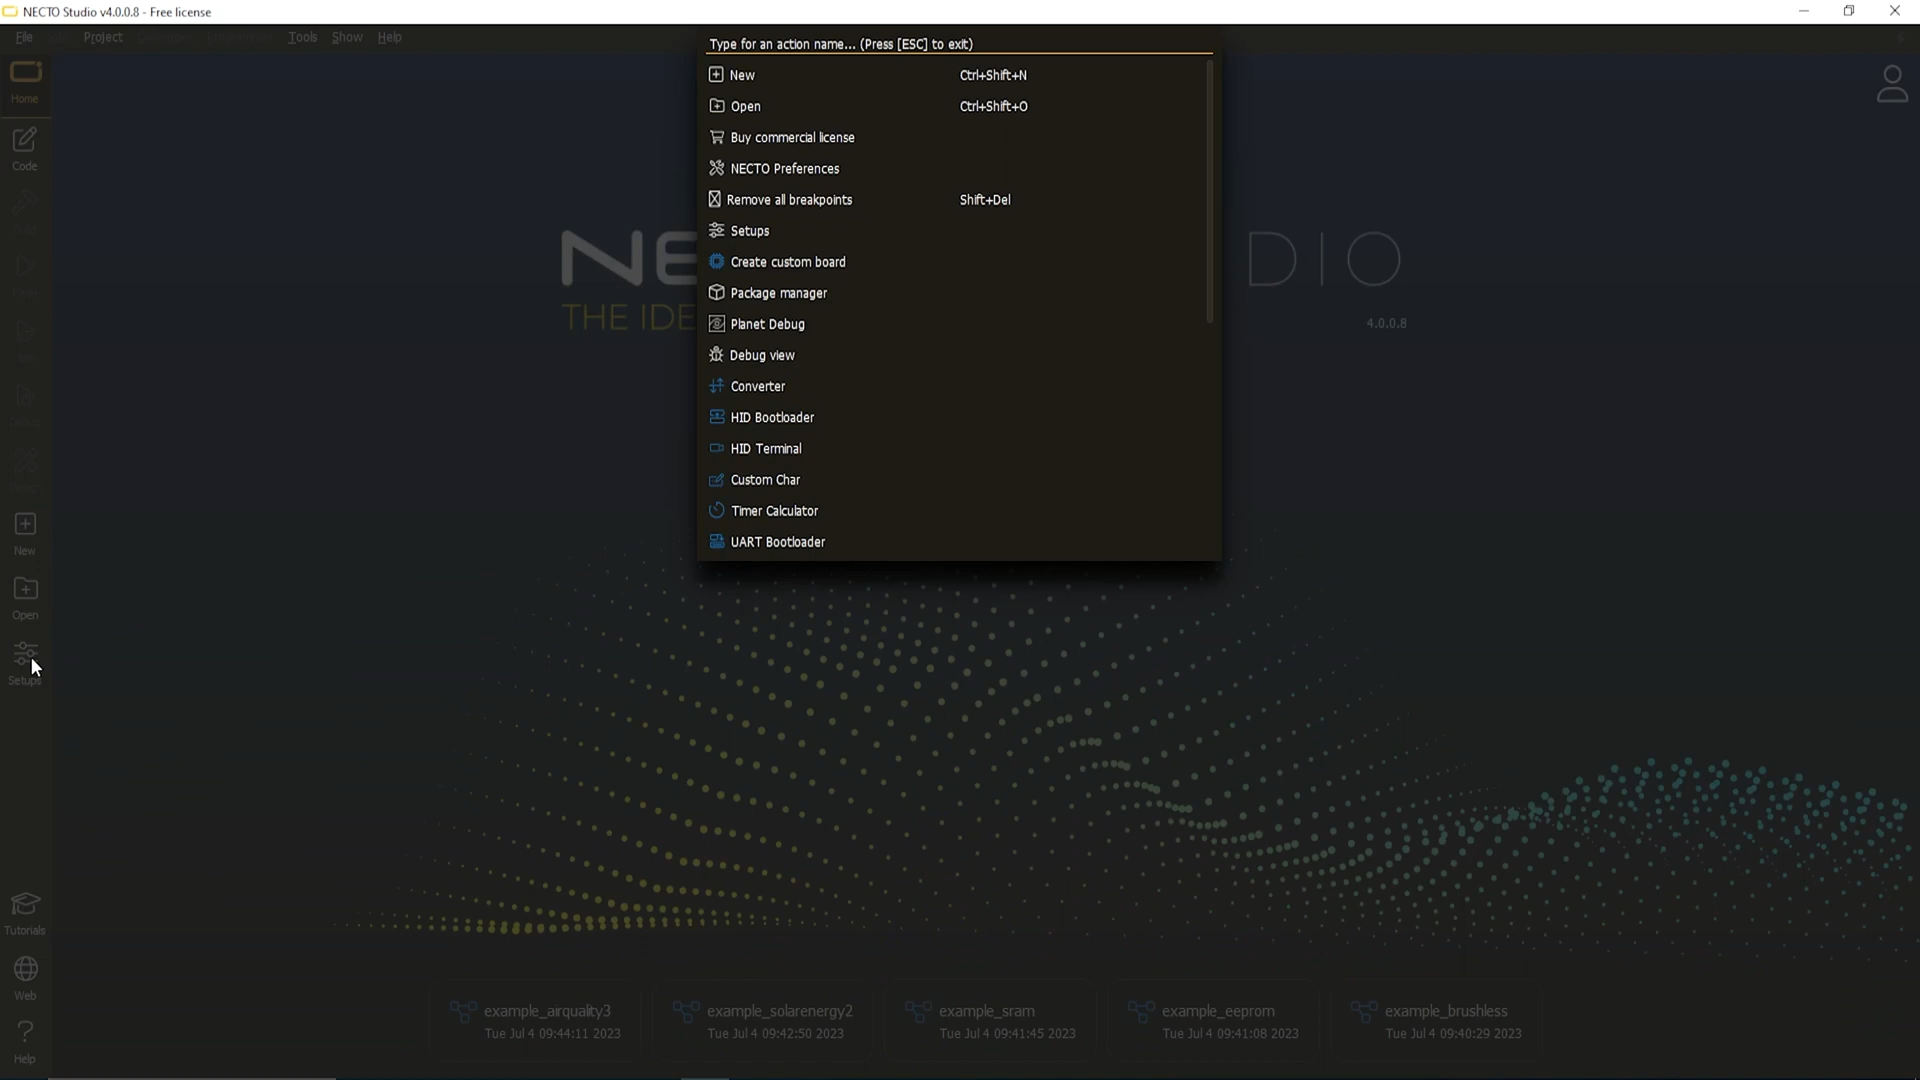 NECTO Studio v4.0.0.8 - Free license
File Project Tools Show Help
Type for an action name... (Press [ESC] to exit)
New Ctrl+Shift+N
Open Ctrl+Shift+O
Buy commercial license
NECTO Preferences
Remove all breakpoints Shift+Del
Setups
Create custom board
Package manager
Planet Debug
Debug view
Converter
HID Bootloader
HID Terminal
Custom Char
Timer Calculator
UART Bootloader
Home
Code
New
Open
Setups
Tutorials
Web
Help
NE DIO
THE IDE
4.0.0.8
example_airquality3
Tue Jul 4 09:44:11 2023
example_solarenergy2
Tue Jul 4 09:42:50 2023
example_sram
Tue Jul 4 09:41:45 2023
example_eeprom
Tue Jul 4 09:41:08 2023
example_brushless
Tue Jul 4 09:40:29 2023